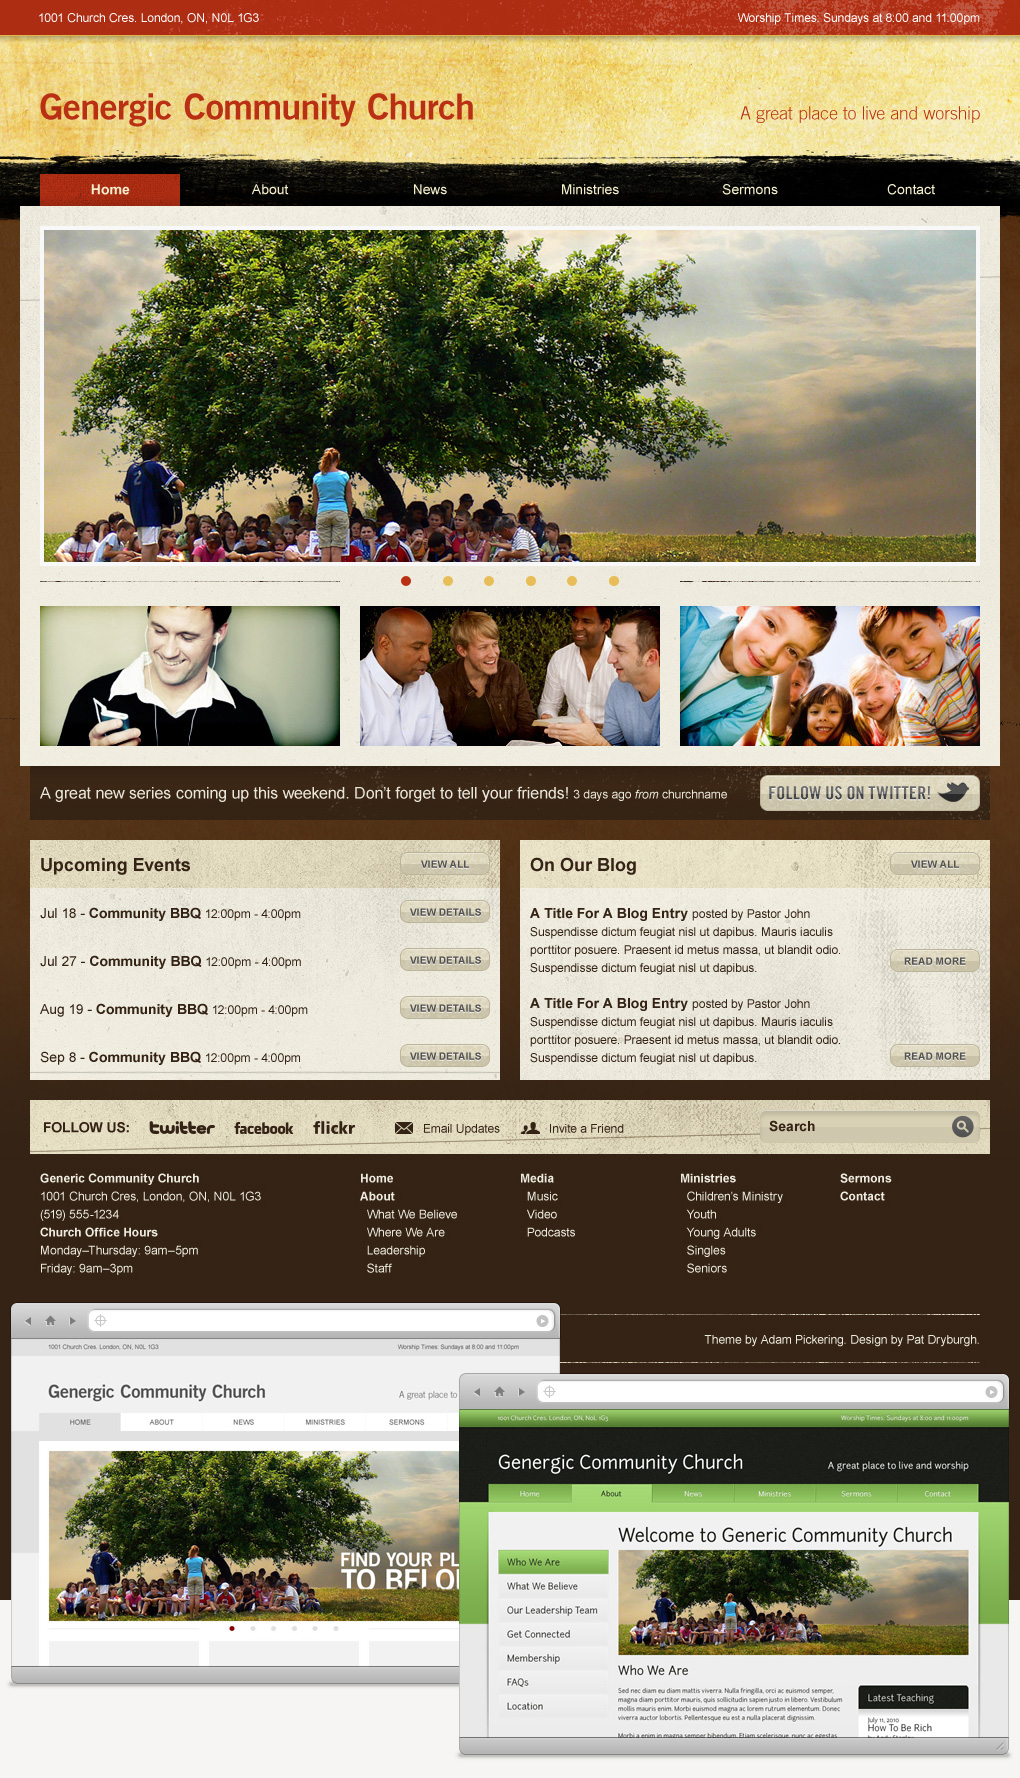 1001 Church Cres. London, ON, N0L 1G3
Worship Times: Sundays at 8:00 and 11:00pm
Genergic Community Church
A great place to live and worship
Home About News Ministries Sermons Contact
A great new series coming up this weekend. Don't forget to tell your friends! 3 days ago from churchname
FOLLOW US ON TWITTER!
Upcoming Events
VIEW ALL
Jul 18 - Community BBQ 12:00pm - 4:00pm
VIEW DETAILS
Jul 27 - Community BBQ 12:00pm - 4:00pm
VIEW DETAILS
Aug 19 - Community BBQ 12:00pm - 4:00pm
VIEW DETAILS
Sep 8 - Community BBQ 12:00pm - 4:00pm
VIEW DETAILS
On Our Blog
VIEW ALL
A Title For A Blog Entry posted by Pastor John
Suspendisse dictum feugiat nisl ut dapibus. Mauris iaculis
porttitor posuere. Praesent id metus massa, ut blandit odio.
Suspendisse dictum feugiat nisl ut dapibus.
READ MORE
A Title For A Blog Entry posted by Pastor John
Suspendisse dictum feugiat nisl ut dapibus. Mauris iaculis
porttitor posuere. Praesent id metus massa, ut blandit odio.
Suspendisse dictum feugiat nisl ut dapibus.
READ MORE
FOLLOW US: twitter facebook flickr Email Updates Invite a Friend Search
Generic Community Church
1001 Church Cres, London, ON, N0L 1G3
(519) 555-1234
Church Office Hours
Monday–Thursday: 9am–5pm
Friday: 9am–3pm
Home
About
What We Believe
Where We Are
Leadership
Staff
Media
Music
Video
Podcasts
Ministries
Children's Ministry
Youth
Young Adults
Singles
Seniors
Sermons
Contact
Theme by Adam Pickering. Design by Pat Dryburgh.
1001 Church Cres. London, ON, N0L 1G3
Worship Times: Sundays at 8:00 and 11:00pm
Genergic Community Church
A great place to
HOME ABOUT NEWS MINISTRIES SERMONS
FIND YOUR PL
TO BELO
1001 Church Cres. London, ON, N0L 1G3
Worship Times: Sundays at 8:00 and 11:00pm
Genergic Community Church
A great place to live and worship
Home About News Ministries Sermons Contact
Welcome to Generic Community Church
Who We Are
What We Believe
Our Leadership Team
Get Connected
Membership
FAQs
Location
Who We Are
Sed nec diam eu diam mattis viverra. Nulla fringilla, orci ac euismod semper,
magna diam porttitor mauris, quis sollicitudin sapien justo in libero. Vestibulum
mollis mauris enim. Morbi euismod magna ac lorem rutrum elementum. Donec
viverra auctor lobortis. Pellentesque eu est a nulla placerat dignissim.
Morbi a enim in magna semper bibendum. Etiam scelerisque, nunc ac egestas
Latest Teaching
July 11, 2010
How To Be Rich
by Andy Stanley